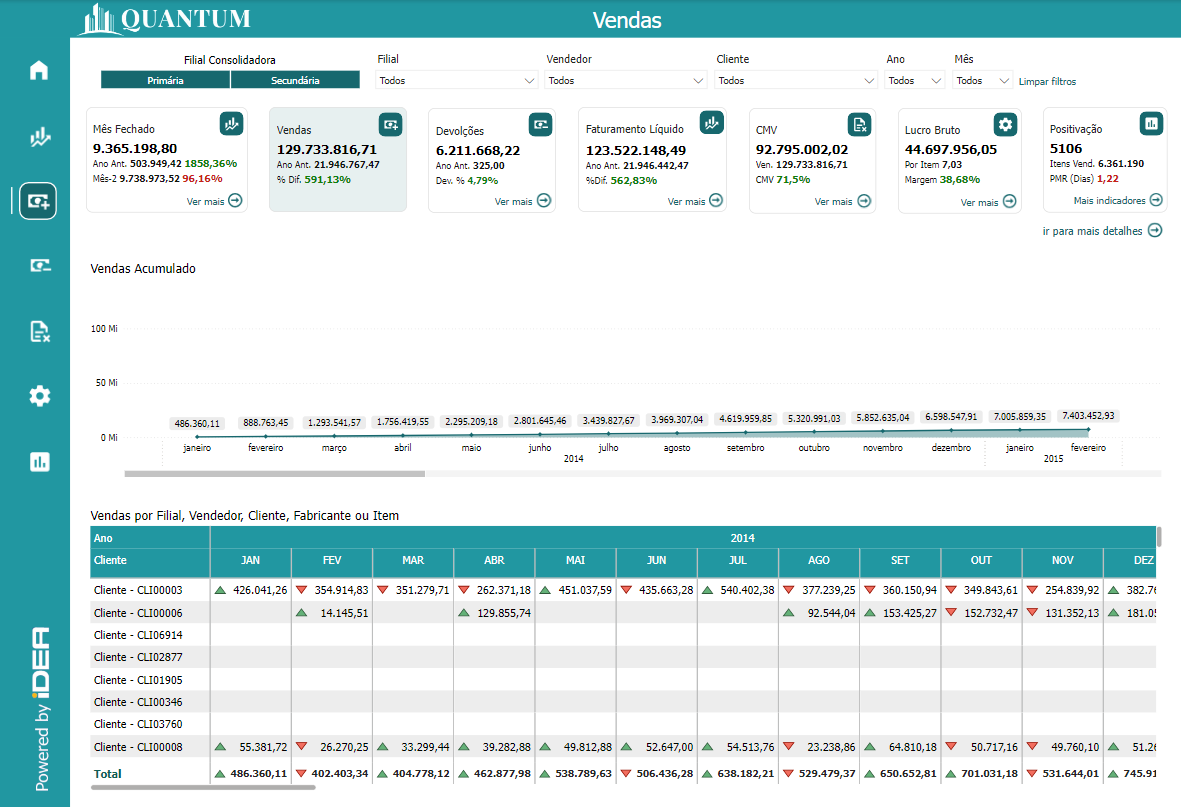 QUANTUM
Vendas
Filial Consolidadora
Primária Secundária
Filial
Todos
Vendedor
Todos
Cliente
Todos
Ano
Todos
Mês
Todos
Limpar filtros
Mês Fechado
9.365.198,80
Ano Ant. 503.949,42 1858,36%
Mês-2 9.738.973,52 96,16%
Ver mais
Vendas
129.733.816,71
Ano Ant. 21.946.767,47
% Dif. 591,13%
Devolções
6.211.668,22
Ano Ant. 325,00
Dev. % 4,79%
Ver mais
Faturamento Líquido
123.522.148,49
Ano Ant. 21.946.442,47
%Dif. 562,83%
Ver mais
CMV
92.795.002,02
Ven. 129.733.816,71
CMV 71,5%
Ver mais
Lucro Bruto
44.697.956,05
Por Item 7,03
Margem 38,68%
Ver mais
Positivação
5106
Itens Vend. 6.361.190
PMR (Dias) 1,22
Mais indicadores
ir para mais detalhes
Vendas Acumulado
100 Mi
50 Mi
0 Mi
486.360,11 888.763,45 1.293.541,57 1.756.419,55 2.295.209,18 2.801.645,46 3.439.827,67 3.969.307,04 4.619.959,85 5.320.991,03 5.852.635,04 6.598.547,91 7.005.859,35 7.403.452,93
janeiro fevereiro março abril maio junho julho agosto setembro outubro novembro dezembro janeiro fevereiro
2014 2015
Vendas por Filial, Vendedor, Cliente, Fabricante ou Item
Ano 2014
Cliente JAN FEV MAR ABR MAI JUN JUL AGO SET OUT NOV DEZ
Cliente - CLI00003 426.041,26 354.914,83 351.279,71 262.371,18 451.037,59 435.663,28 540.402,38 377.239,25 360.150,94 349.843,61 254.839,92 382.76
Cliente - CLI00006 14.145,51 129.855,74 92.544,04 153.425,27 152.732,47 131.352,13 181.05
Cliente - CLI06914
Cliente - CLI02877
Cliente - CLI01905
Cliente - CLI00346
Cliente - CLI03760
Cliente - CLI00008 55.381,72 26.270,25 33.299,44 39.282,88 49.812,88 52.647,00 54.513,76 23.238,86 64.810,18 50.717,16 49.760,10 51.26
Total 486.360,11 402.403,34 404.778,12 462.877,98 538.789,63 506.436,28 638.182,21 529.479,37 650.652,81 701.031,18 531.644,01 745.91
Powered by iDEA